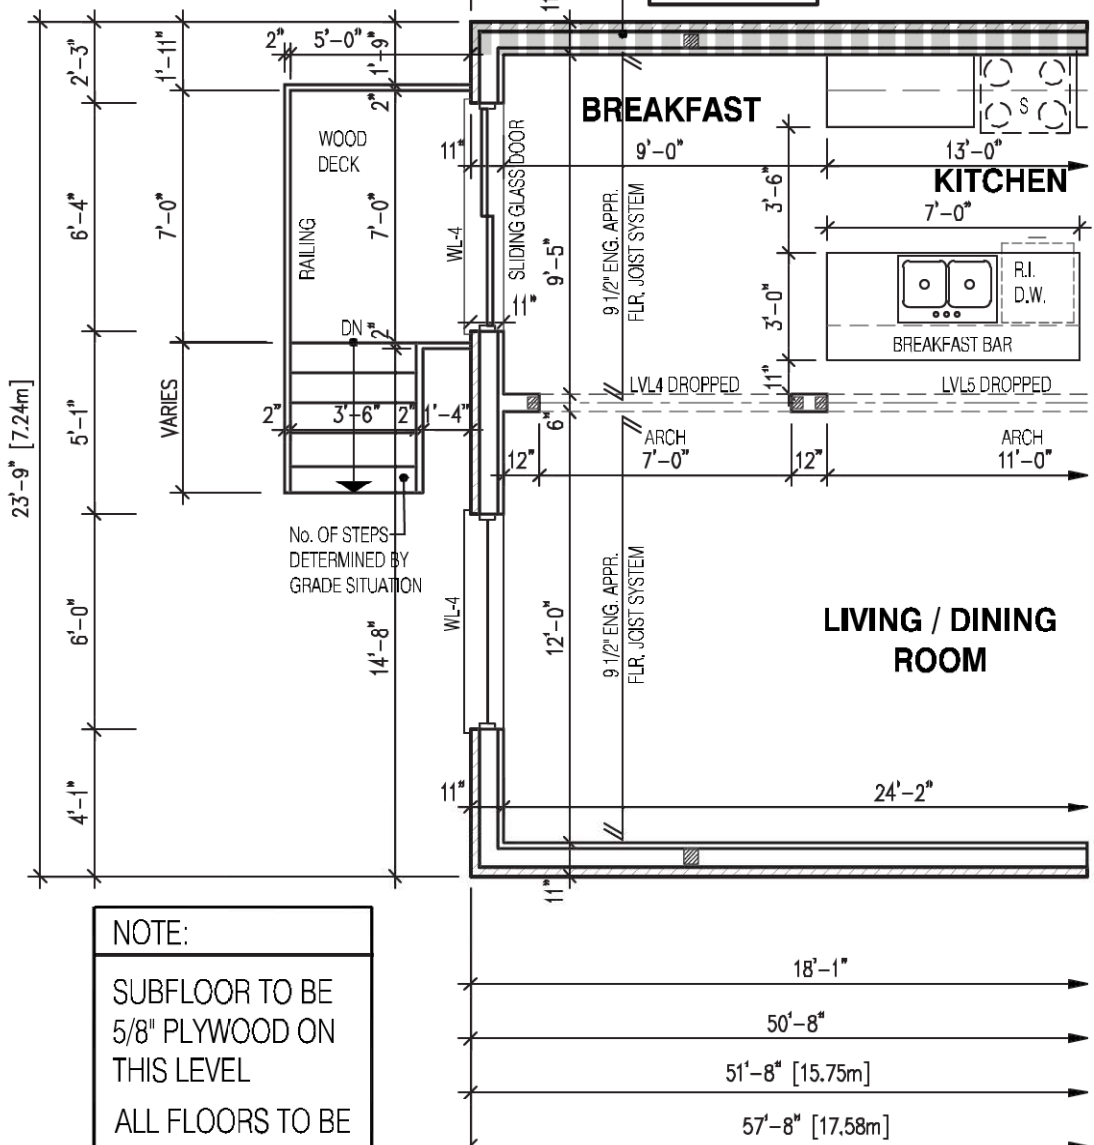 11"
2" 5'-0" 1'-9"
2'-3"
1'-11"
2"
WOOD
DECK
RAILING
6'-4"
7'-0"
7'-0"
WL-4
11"
SLIDING GLASS DOOR
BREAKFAST
9'-0"
13'-0"
S
KITCHEN
3'-6"
7'-0"
9'-5"
9 1/2" ENG. APPR.
FLR. JOIST SYSTEM
11"
3'-0"
R.I.
D.W.
BREAKFAST BAR
DN 2"
LVL4 DROPPED
LVL5 DROPPED
11"
23'-9" [7.24m]
5'-1"
VARIES
2" 3'-6" 2" 1'-4"
6"
ARCH
ARCH
12" 7'-0" 12" 11'-0"
No. OF STEPS
DETERMINED BY
GRADE SITUATION
6'-0"
14'-8"
WL-4
12'-0"
9 1/2" ENG. APPR.
FLR. JOIST SYSTEM
LIVING / DINING
ROOM
4'-1"
11"
24'-2"
11"
NOTE:
SUBFLOOR TO BE
5/8" PLYWOOD ON
THIS LEVEL
ALL FLOORS TO BE
18'-1"
50'-8"
51'-8" [15.75m]
57'-8" [17.58m]